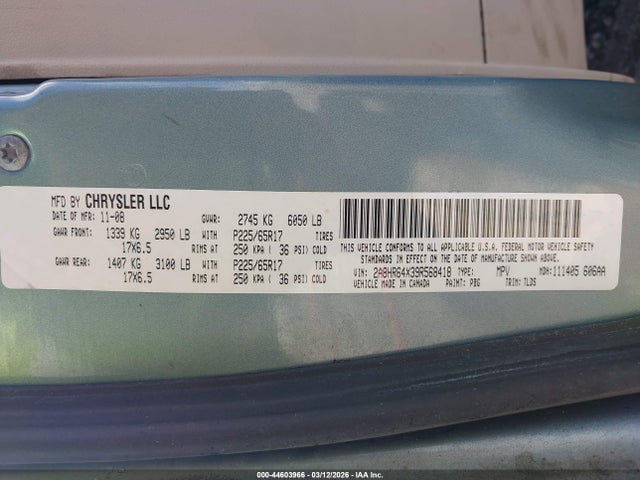 MFD BY CHRYSLER LLC
DATE OF MFR: 11-08 GVWR: 2745 KG 6050 LB
GAWR FRONT: 1339 KG 2950 LB WITH P225/65R17 TIRES
17X6.5 RIMS AT 250 KPA ( 36 PSI) COLD
GAWR REAR: 1407 KG 3100 LB WITH P225/65R17 TIRES
17X6.5 RIMS AT 250 KPA ( 36 PSI) COLD
THIS VEHICLE CONFORMS TO ALL APPLICABLE U.S.A. FEDERAL MOTOR VEHICLE SAFETY
STANDARDS IN EFFECT ON THE DATE OF MANUFACTURE SHOWN ABOVE.
VIN: 2A8HR64X39R568418 TYPE: MPV MDH: 111405 606AA
VEHICLE MADE IN CANADA PAINT: PBG TRIM: TLDS
000-44603966 - 03/12/2026 - IAAI.com